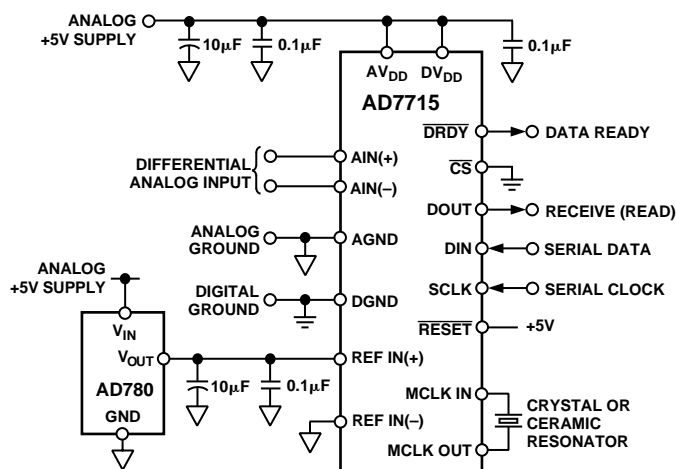 ANALOG
+5V SUPPLY
10μF
0.1μF
0.1μF
AVDD
DVDD
AD7715
DRDY
DATA READY
DIFFERENTIAL
ANALOG INPUT
AIN(+)
AIN(–)
CS
DOUT
RECEIVE (READ)
ANALOG
GROUND
AGND
DIN
SERIAL DATA
ANALOG
+5V SUPPLY
DIGITAL
GROUND
DGND
SCLK
SERIAL CLOCK
RESET
+5V
VIN
VOUT
AD780
GND
10μF
0.1μF
REF IN(+)
REF IN(–)
MCLK IN
MCLK OUT
CRYSTAL OR
CERAMIC
RESONATOR